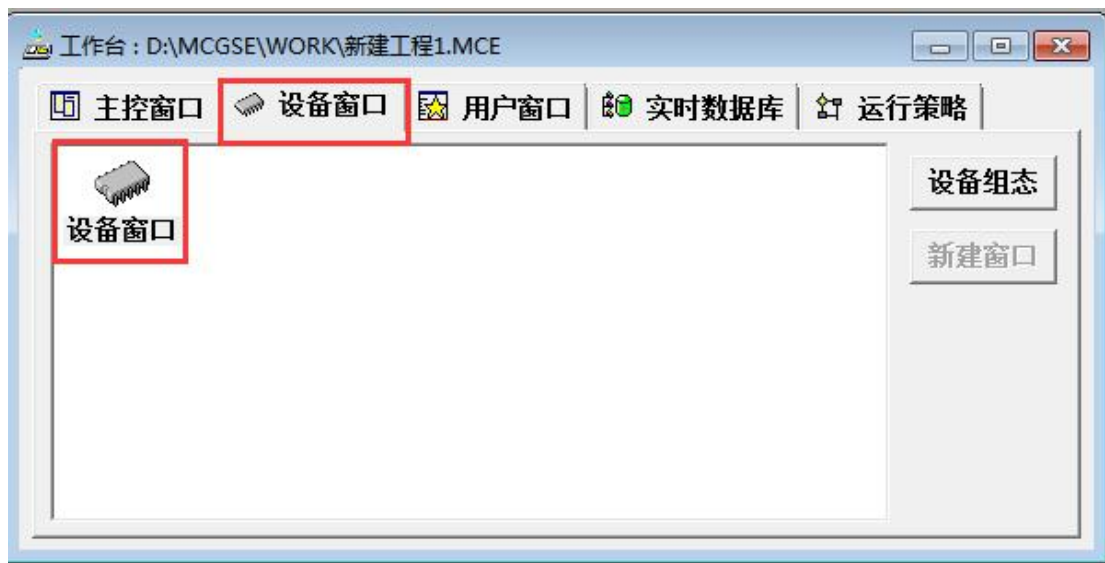 工作台：D:\MCGSE\WORK\新建工程1.MCE
主控窗口 设备窗口 用户窗口 实时数据库 运行策略
设备窗口
设备组态
新建窗口